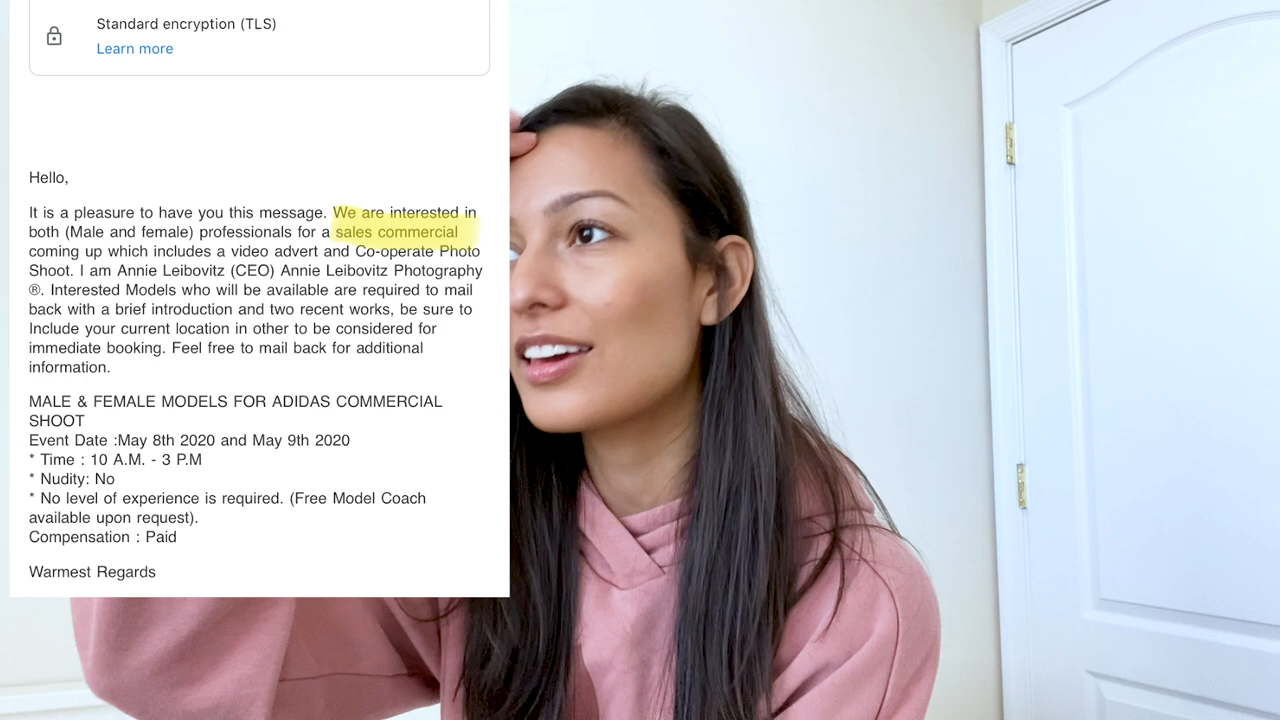 Standard encryption (TLS)
Learn more
Hello,
It is a pleasure to have you this message. We are interested in
both (Male and female) professionals for a sales commercial
coming up which includes a video advert and Co-operate Photo
Shoot. I am Annie Leibovitz (CEO) Annie Leibovitz Photography
®. Interested Models who will be available are required to mail
back with a brief introduction and two recent works, be sure to
Include your current location in other to be considered for
immediate booking. Feel free to mail back for additional
information.
MALE & FEMALE MODELS FOR ADIDAS COMMERCIAL
SHOOT
Event Date :May 8th 2020 and May 9th 2020
* Time : 10 A.M. - 3 P.M
* Nudity: No
* No level of experience is required. (Free Model Coach
available upon request).
Compensation : Paid
Warmest Regards